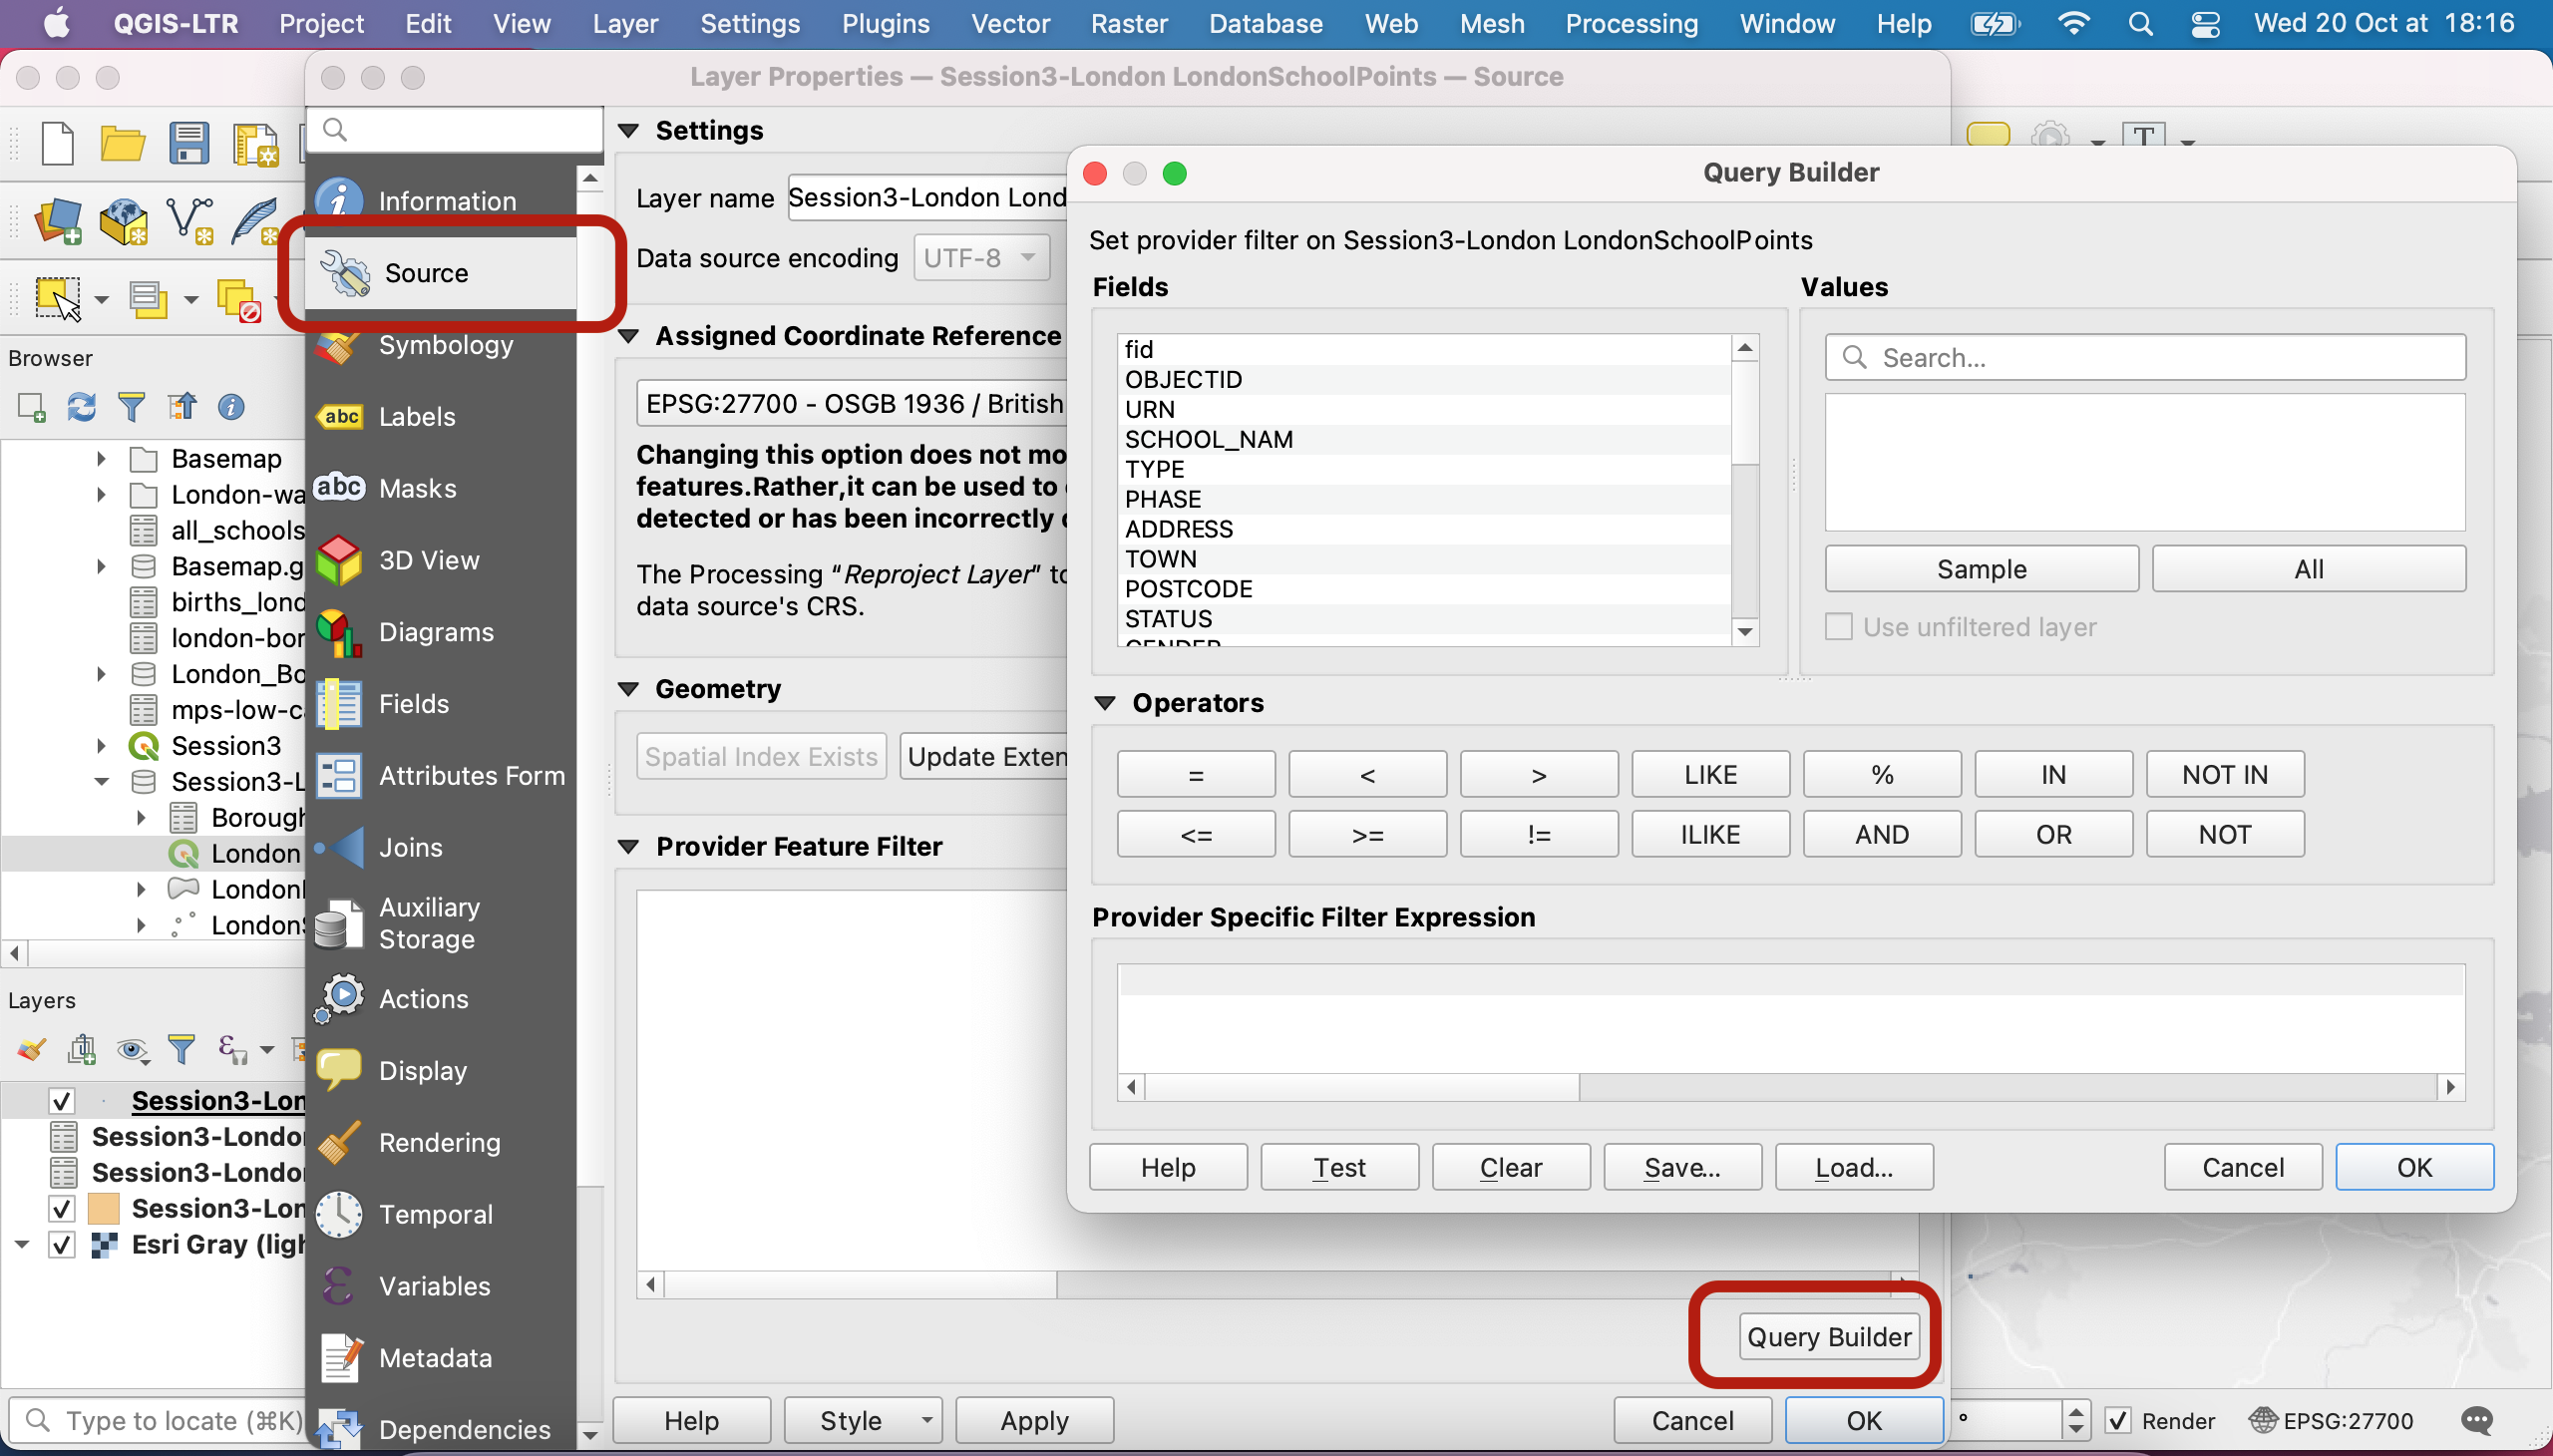 QGIS-LTR Project Edit View Layer Settings Plugins Vector Raster Database Web Mesh Processing Window Help Wed 20 Oct at 18:16
Layer Properties — Session3-London LondonSchoolPoints — Source
Information
Source
Symbology
Labels
Masks
3D View
Diagrams
Fields
Attributes Form
Joins
Auxiliary
Storage
Actions
Display
Rendering
Temporal
Variables
Metadata
Dependencies
Settings
Layer name Session3-London Lond
Data source encoding UTF-8
Assigned Coordinate Reference
EPSG:27700 - OSGB 1936 / British
Changing this option does not mo
features.Rather,it can be used to
detected or has been incorrectly
The Processing “Reproject Layer” to
data source's CRS.
Geometry
Spatial Index Exists Update Exten
Provider Feature Filter
Query Builder
Help Style Apply Cancel OK
Query Builder
Set provider filter on Session3-London LondonSchoolPoints
Fields
fid
OBJECTID
URN
SCHOOL_NAM
TYPE
PHASE
ADDRESS
TOWN
POSTCODE
STATUS
GENDER
Values
Search...
Sample All
Use unfiltered layer
Operators
= < > LIKE % IN NOT IN
<= >= != ILIKE AND OR NOT
Provider Specific Filter Expression
Help Test Clear Save... Load... Cancel OK
Browser
Basemap
London-wa
all_schools
Basemap.g
births_lond
london-bor
London_Bo
mps-low-ca
Session3
Session3-L
Borough
London
London
LondonS
Layers
Session3-Lon
Session3-London
Session3-London
Session3-Lon
Esri Gray (ligh
Type to locate (⌘K)
° Render EPSG:27700